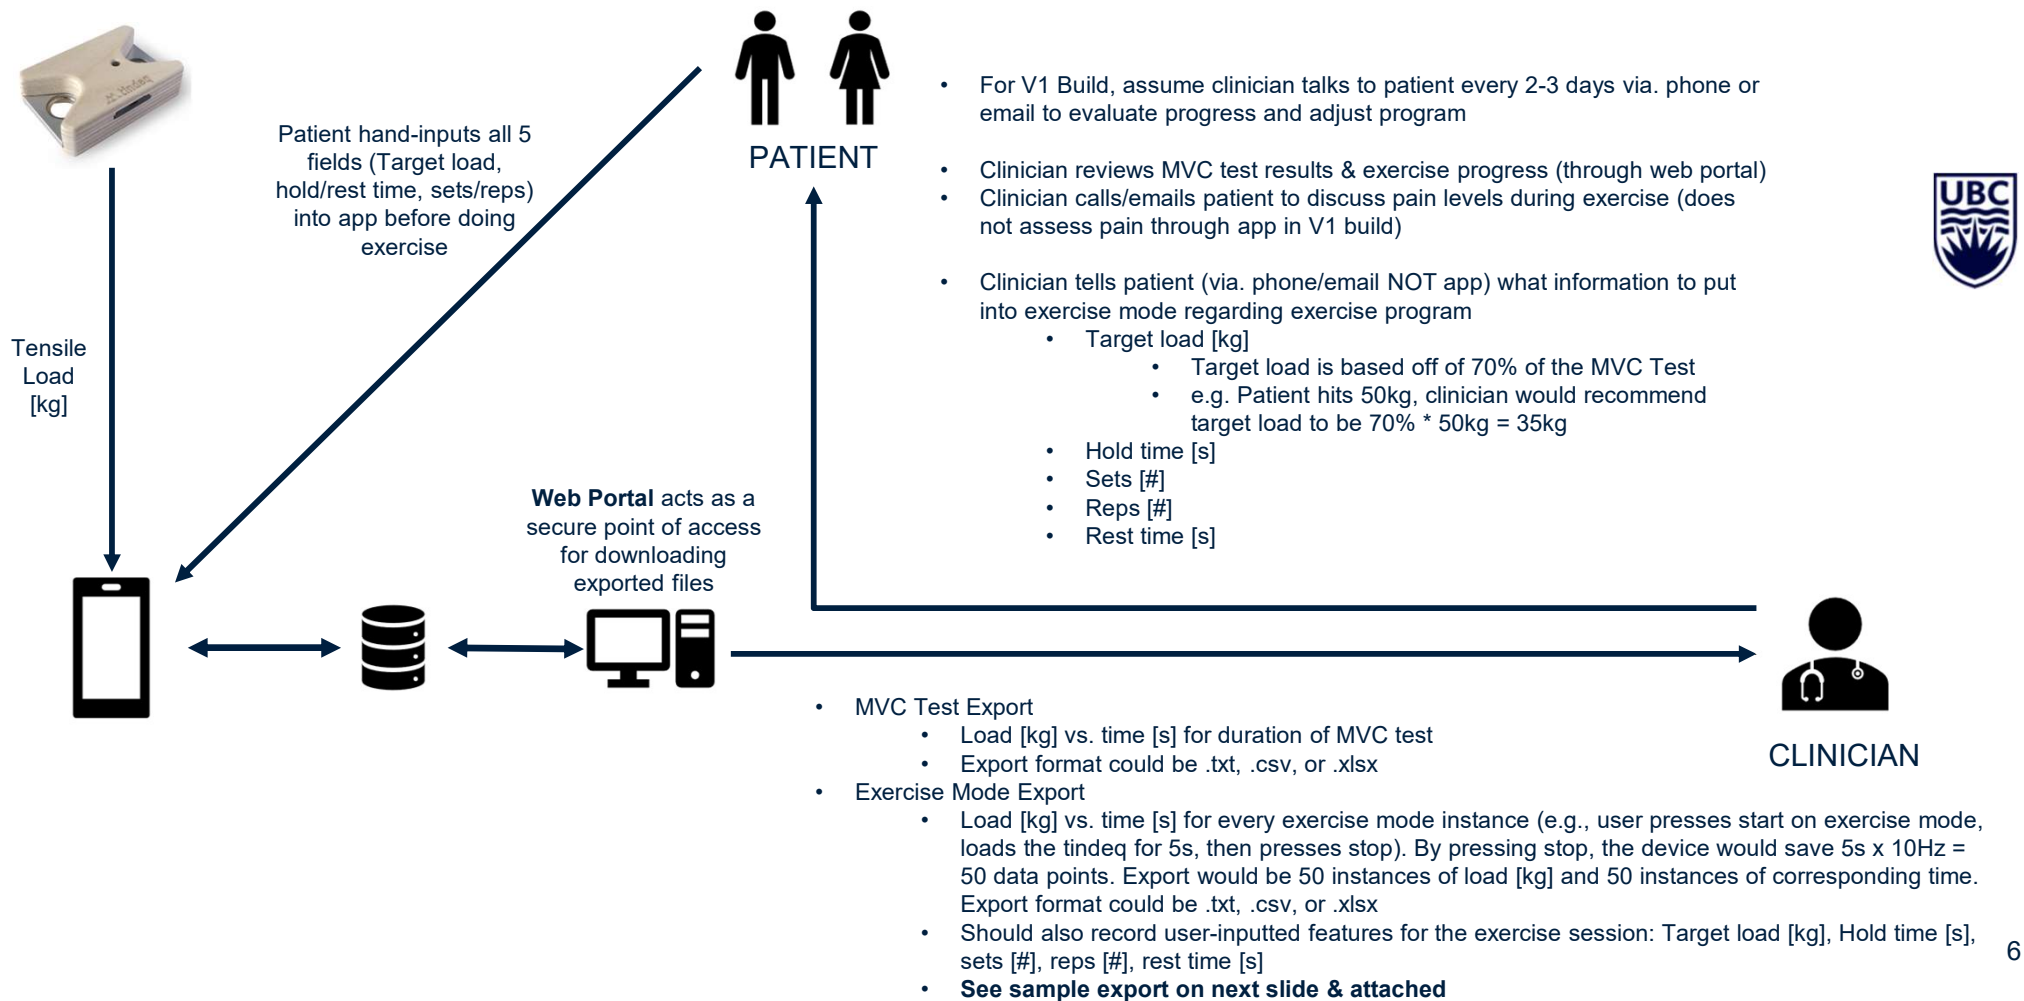 tindeq
Patient hand-inputs all 5
fields (Target load,
hold/rest time, sets/reps)
into app before doing
exercise
PATIENT
• For V1 Build, assume clinician talks to patient every 2-3 days via. phone or
email to evaluate progress and adjust program
• Clinician reviews MVC test results & exercise progress (through web portal)
• Clinician calls/emails patient to discuss pain levels during exercise (does
not assess pain through app in V1 build)
• Clinician tells patient (via. phone/email NOT app) what information to put
into exercise mode regarding exercise program
• Target load [kg]
• Target load is based off of 70% of the MVC Test
• e.g. Patient hits 50kg, clinician would recommend
target load to be 70% * 50kg = 35kg
• Hold time [s]
• Sets [#]
• Reps [#]
• Rest time [s]
UBC
Tensile
Load
[kg]
Web Portal acts as a
secure point of access
for downloading
exported files
CLINICIAN
• MVC Test Export
• Load [kg] vs. time [s] for duration of MVC test
• Export format could be .txt, .csv, or .xlsx
• Exercise Mode Export
• Load [kg] vs. time [s] for every exercise mode instance (e.g., user presses start on exercise mode,
loads the tindeq for 5s, then presses stop). By pressing stop, the device would save 5s x 10Hz =
50 data points. Export would be 50 instances of load [kg] and 50 instances of corresponding time.
Export format could be .txt, .csv, or .xlsx
• Should also record user-inputted features for the exercise session: Target load [kg], Hold time [s],
sets [#], reps [#], rest time [s]
• See sample export on next slide & attached
6